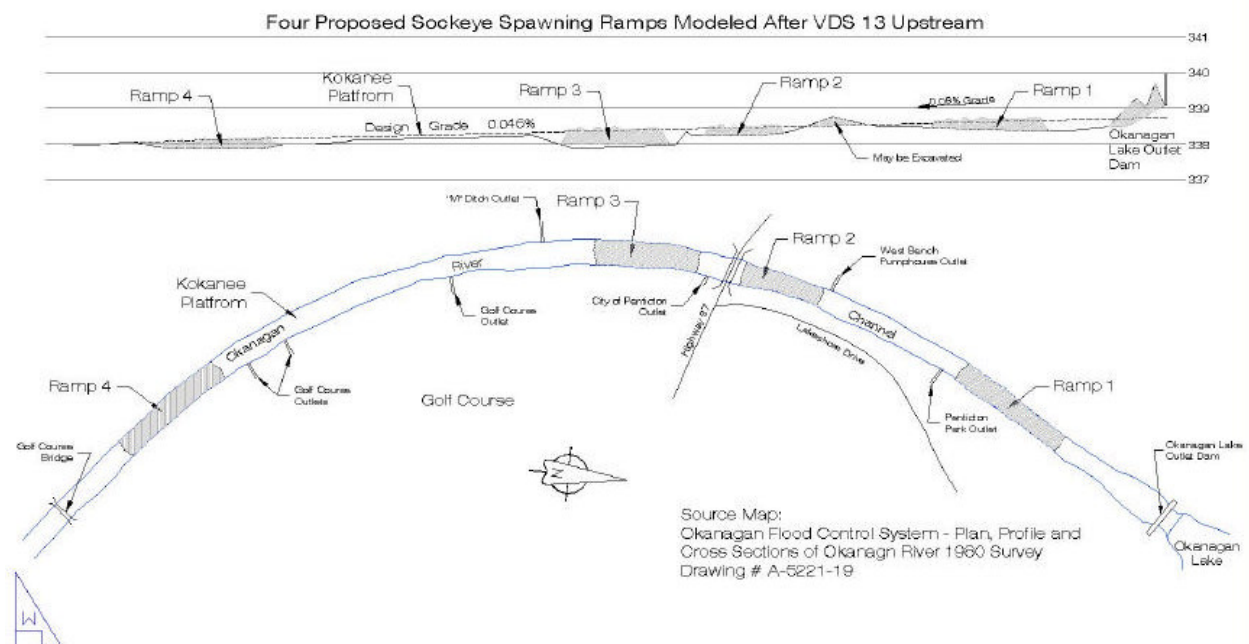 Four Proposed Sockeye Spawning Ramps Modeled After VDS 13 Upstream
341
340
339
338
337
Ramp 4
Kokanee
Platfrom
Ramp 3
Ramp 2
0.06% Grade
Ramp 1
Design Grade 0.046%
May be Excavated
Okanagan
Lake Outlet
Dam
"M" Ditch Outlet
Ramp 3
Ramp 2
West Bench
Pumphouse Outlet
River
Kokanee
Platfrom
Golf Course
Outlet
City of Penticton
Outlet
Highway 97
Channel
Lakeshore Drive
Okanagan
Ramp 4
Golf Course
Outlets
Golf Course
Ramp 1
Penticton
Park Outlet
Golf Course
Bridge
Okanagan Lake
Outlet Dam
N
Source Map:
Okanagan Flood Control System - Plan, Profile and
Cross Sections of Okanagn River 1980 Survey
Drawing # A-5221-19
Okanagan
Lake